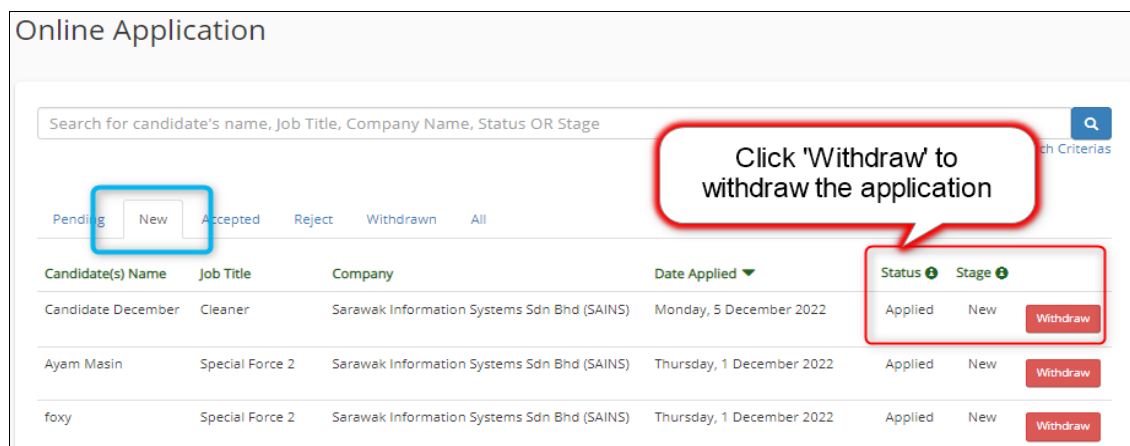 Online Application
Search for candidate's name, Job Title, Company Name, Status OR Stage
Click 'Withdraw' to
withdraw the application
Criterias
Pending New Accepted Reject Withdrawn All
Candidate(s) Name Job Title Company Date Applied Status Stage
Candidate December Cleaner Sarawak Information Systems Sdn Bhd (SAINS) Monday, 5 December 2022 Applied New Withdraw
Ayam Masin Special Force 2 Sarawak Information Systems Sdn Bhd (SAINS) Thursday, 1 December 2022 Applied New Withdraw
foxy Special Force 2 Sarawak Information Systems Sdn Bhd (SAINS) Thursday, 1 December 2022 Applied New Withdraw